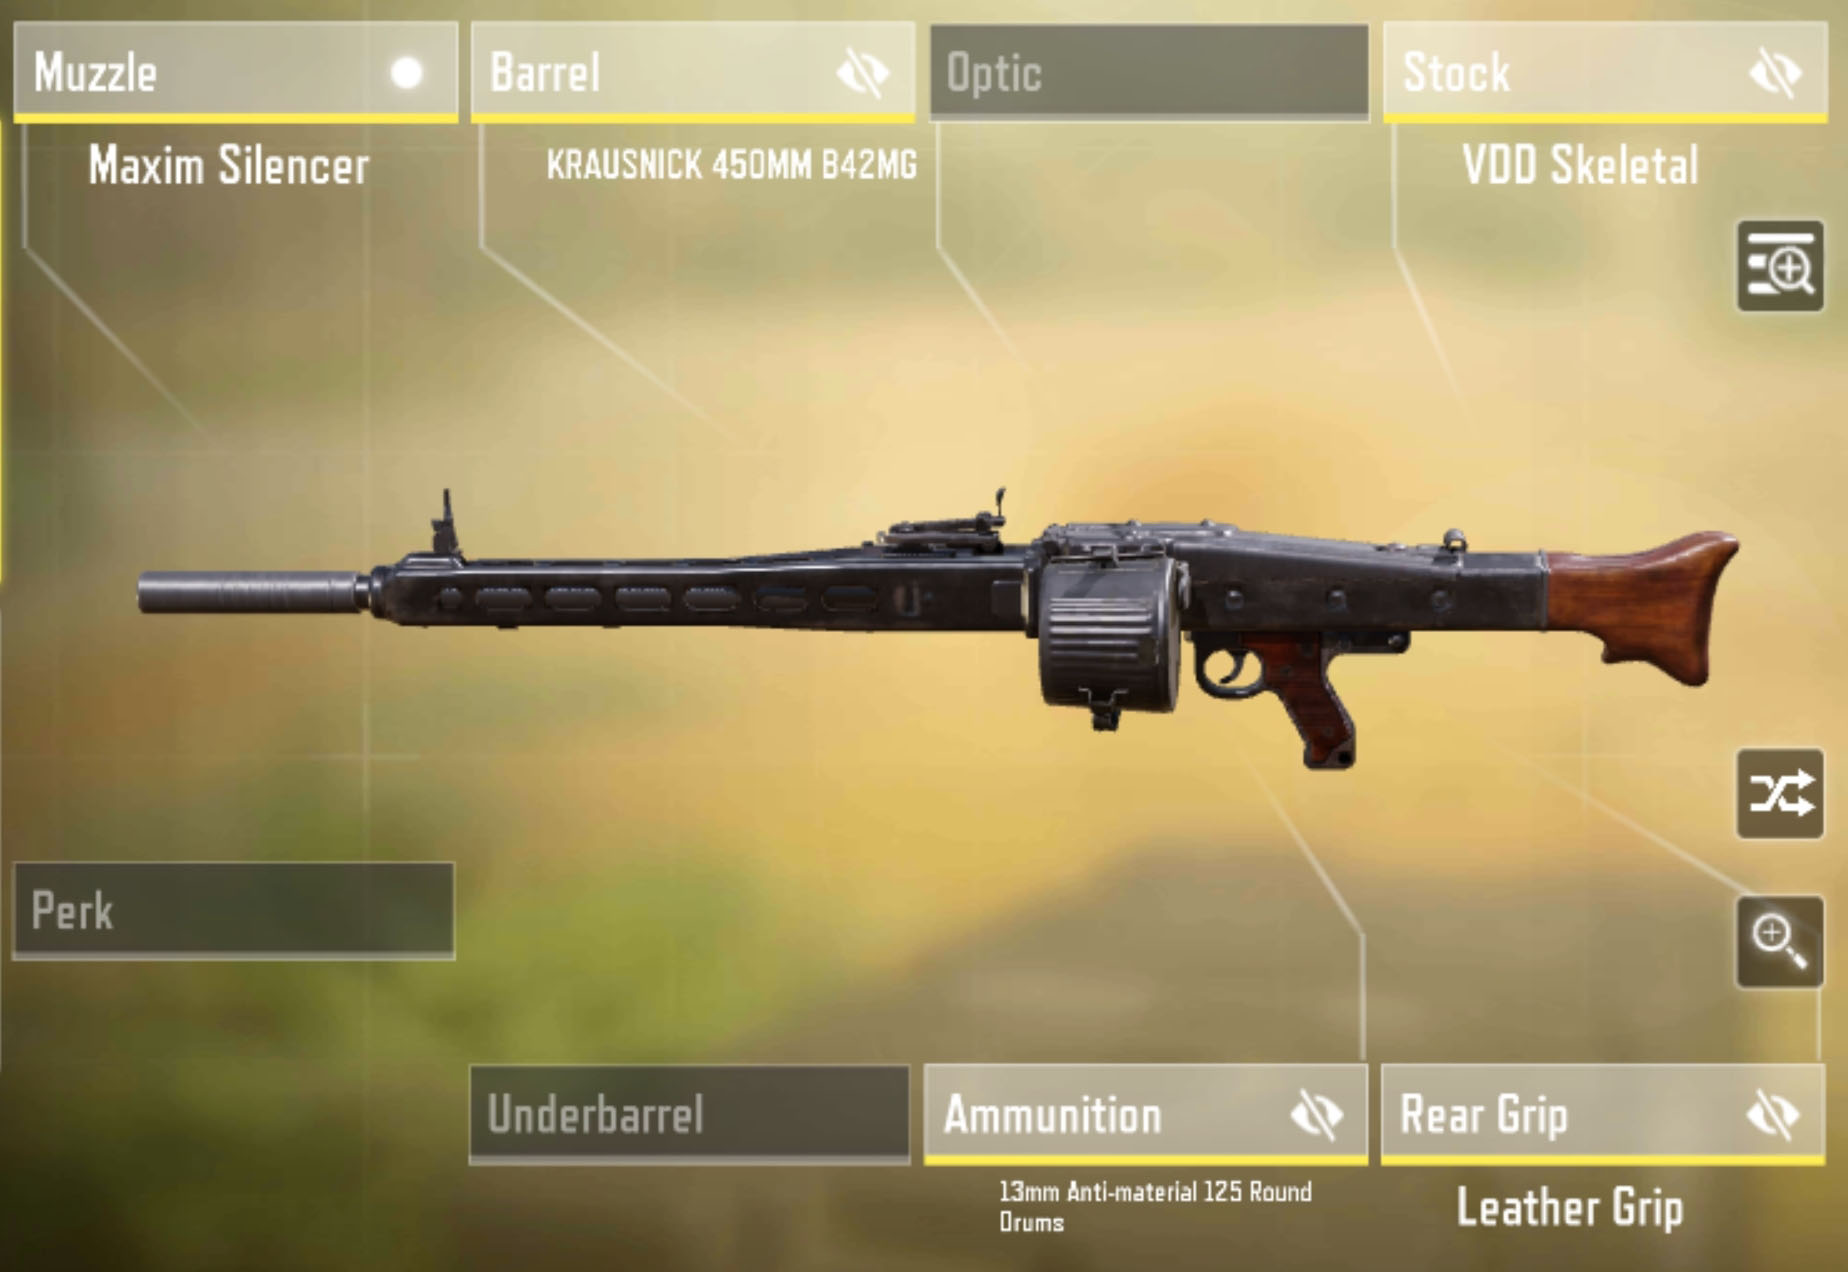 Muzzle
Barrel
Optic
Stock
Maxim Silencer
KRAUSNICK 450MM B42MG
VDD Skeletal
Perk
Underbarrel
Ammunition
Rear Grip
13mm Anti-material 125 Round
Drums
Leather Grip